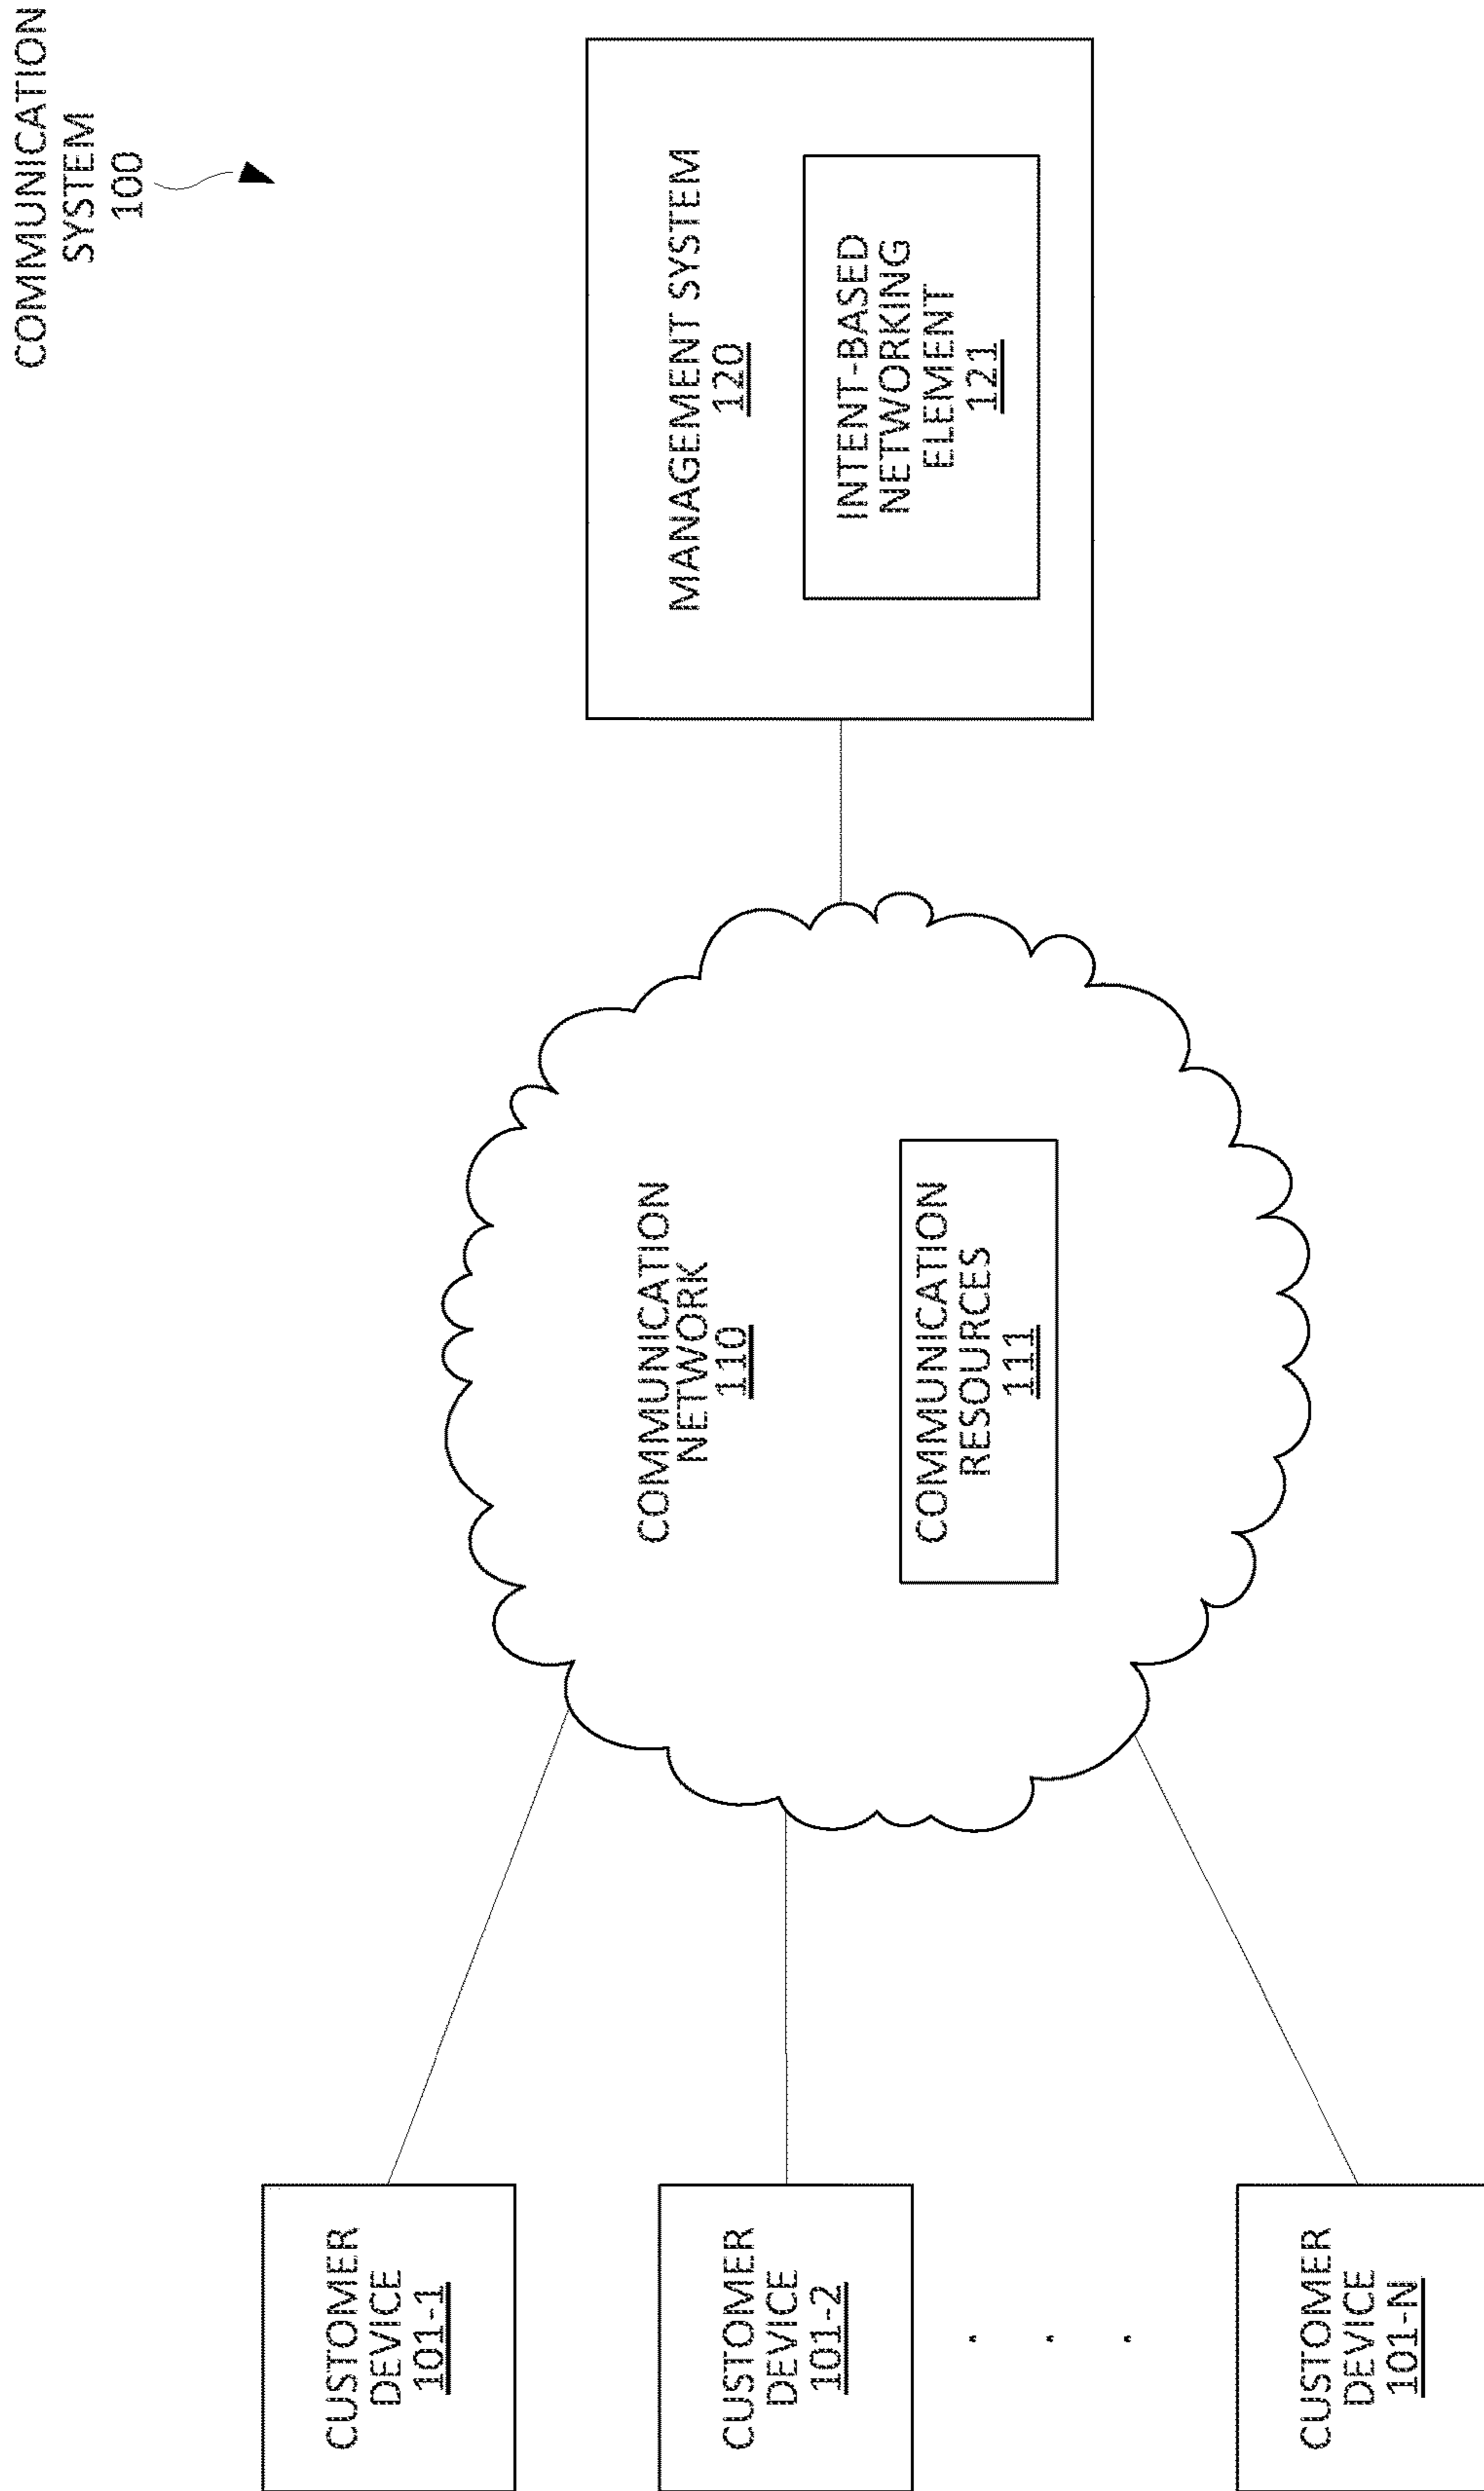 COMMUNICATION
SYSTEM
100
CUSTOMER
DEVICE
101-1
CUSTOMER
DEVICE
101-2
. . .
CUSTOMER
DEVICE
101-N
COMMUNICATION
NETWORK
110
COMMUNICATION
RESOURCES
111
MANAGEMENT SYSTEM
120
INTENT-BASED
NETWORKING
ELEMENT
121